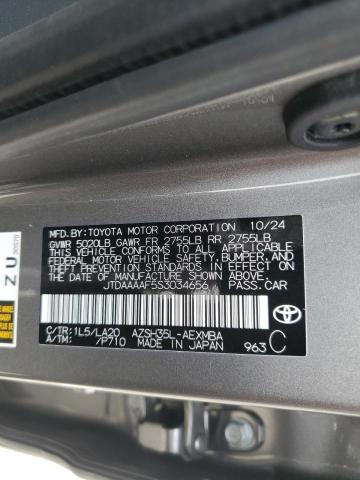 MFD. BY: TOYOTA MOTOR CORPORATION 10/24
GVWR 5020LB GAWR FR 2755LB RR 2755LB
THIS VEHICLE CONFORMS TO ALL APPLICABLE
FEDERAL MOTOR VEHICLE SAFETY, BUMPER, AND
THEFT PREVENTION STANDARDS IN EFFECT ON
THE DATE OF MANUFACTURE SHOWN ABOVE.
JTDAAAAF5S3034656 PASS.CAR
C/TR: 1L5/LA20 AZSH35L-AEXMBA
A/TM: /P710 MADE IN JAPAN 963 C
ZU